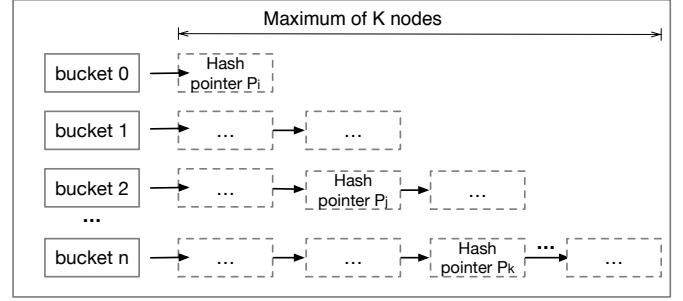 Maximum of K nodes
bucket 0
Hash
pointer Pi
bucket 1
...
...
bucket 2
...
Hash
pointer Pj
...
...
bucket n
...
...
Hash
pointer Pk
...
...